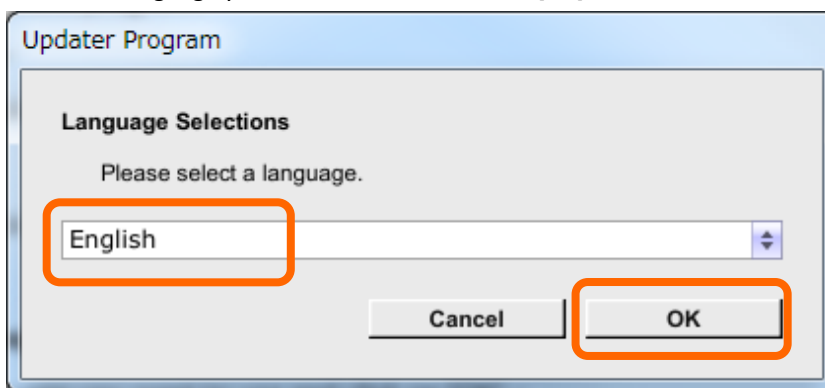 Updater Program
Language Selections
Please select a language.
English
Cancel
OK